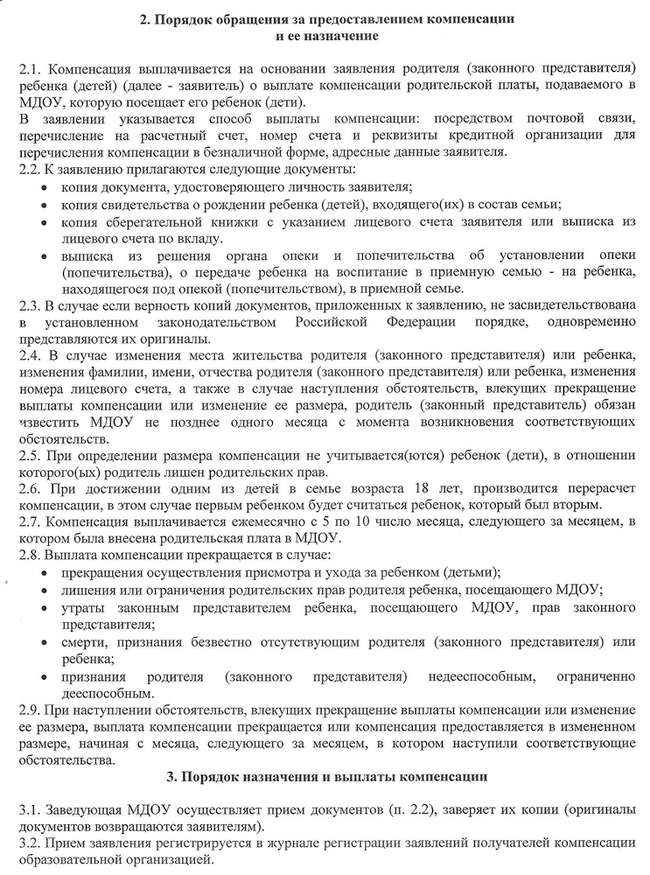 2. Порядок обращения за предоставлением компенсации
и ее назначение
2.1. Компенсация выплачивается на основании заявления родителя (законного представителя)
ребенка (детей) (далее - заявитель) о выплате компенсации родительской платы, подаваемого в
МДОУ, которую посещает его ребенок (дети).
В заявлении указывается способ выплаты компенсации: посредством почтовой связи,
перечисление на расчетный счет, номер счета и реквизиты кредитной организации для
перечисления компенсации в безналичной форме, адресные данные заявителя.
2.2. К заявлению прилагаются следующие документы:
• копия документа, удостоверяющего личность заявителя;
• копия свидетельства о рождении ребенка (детей), входящего(их) в состав семьи;
• копия сберегательной книжки с указанием лицевого счета заявителя или выписка из
лицевого счета по вкладу.
• выписка из решения органа опеки и попечительства об установлении опеки
(попечительства), о передаче ребенка на воспитание в приемную семью - на ребенка,
находящегося под опекой (попечительством), в приемной семье.
2.3. В случае если верность копий документов, приложенных к заявлению, не засвидетельствована
в установленном законодательством Российской Федерации порядке, одновременно
представляются их оригиналы.
2.4. В случае изменения места жительства родителя (законного представителя) или ребенка,
изменения фамилии, имени, отчества родителя (законного представителя) или ребенка, изменения
номера лицевого счета, а также в случае наступления обстоятельств, влекущих прекращение
выплаты компенсации или изменение ее размера, родитель (законный представитель) обязан
известить МДОУ не позднее одного месяца с момента возникновения соответствующих
обстоятельств.
2.5. При определении размера компенсации не учитывается(ются) ребенок (дети), в отношении
которого(ых) родитель лишен родительских прав.
2.6. При достижении одним из детей в семье возраста 18 лет, производится перерасчет
компенсации, в этом случае первым ребенком будет считаться ребенок, который был вторым.
2.7. Компенсация выплачивается ежемесячно с 5 по 10 число месяца, следующего за месяцем, в
котором была внесена родительская плата в МДОУ.
2.8. Выплата компенсации прекращается в случае:
• прекращения осуществления присмотра и ухода за ребенком (детьми);
• лишения или ограничения родительских прав родителя ребенка, посещающего МДОУ;
• утраты законным представителем ребенка, посещающего МДОУ, прав законного
представителя;
• смерти, признания безвестно отсутствующим родителя (законного представителя) или
ребенка;
• признания родителя (законного представителя) недееспособным, ограниченно
дееспособным.
2.9. При наступлении обстоятельств, влекущих прекращение выплаты компенсации или изменение
ее размера, выплата компенсации прекращается или компенсация предоставляется в измененном
размере, начиная с месяца, следующего за месяцем, в котором наступили соответствующие
обстоятельства.
3. Порядок назначения и выплаты компенсации
3.1. Заведующая МДОУ осуществляет прием документов (п. 2.2), заверяет их копии (оригиналы
документов возвращаются заявителям).
3.2. Прием заявления регистрируется в журнале регистрации заявлений получателей компенсации
образовательной организацией.